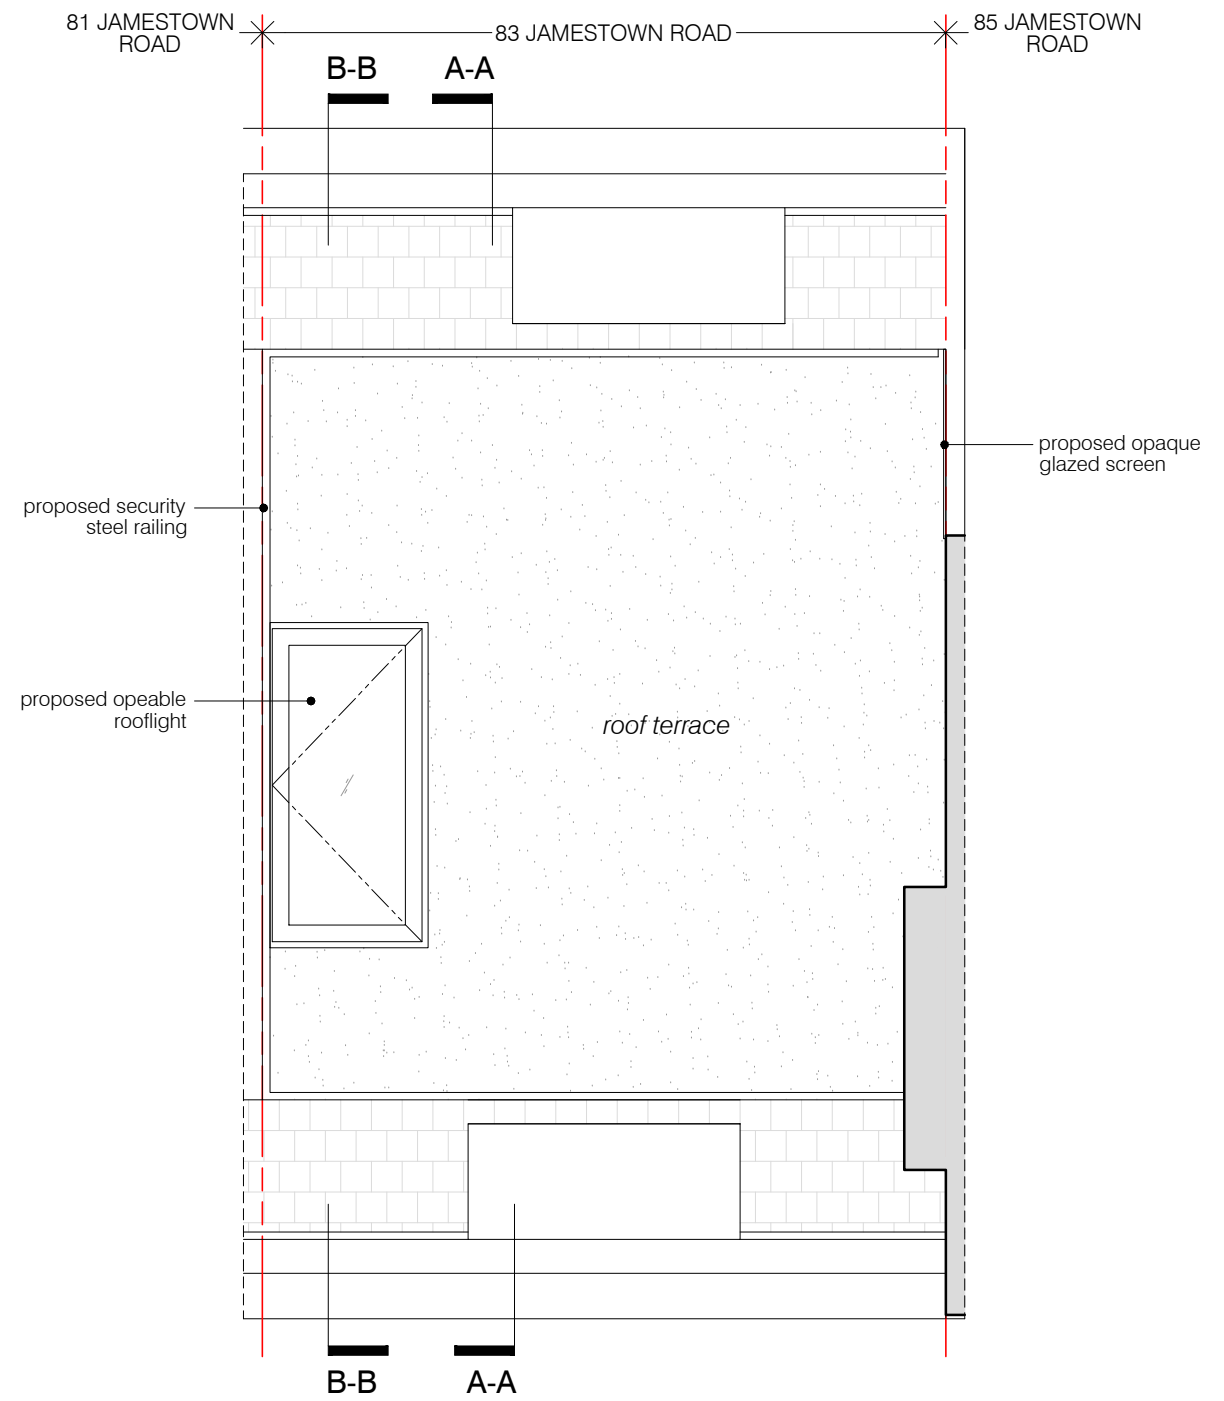 81 JAMESTOWN
ROAD
83 JAMESTOWN ROAD
85 JAMESTOWN
ROAD
B-B
A-A
proposed opaque
glazed screen
proposed security
steel railing
proposed opeable
rooflight
roof terrace
B-B
A-A